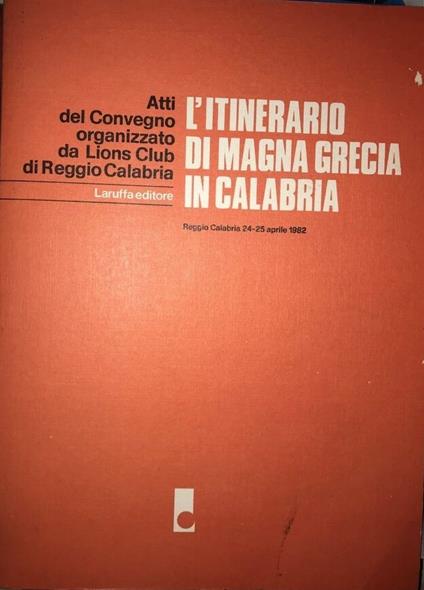 Atti
del Convegno
organizzato
da Lions Club
di Reggio Calabria
Laruffa editore
L'ITINERARIO
DI MAGNA GRECIA
IN CALABRIA
Reggio Calabria 24-25 aprile 1982